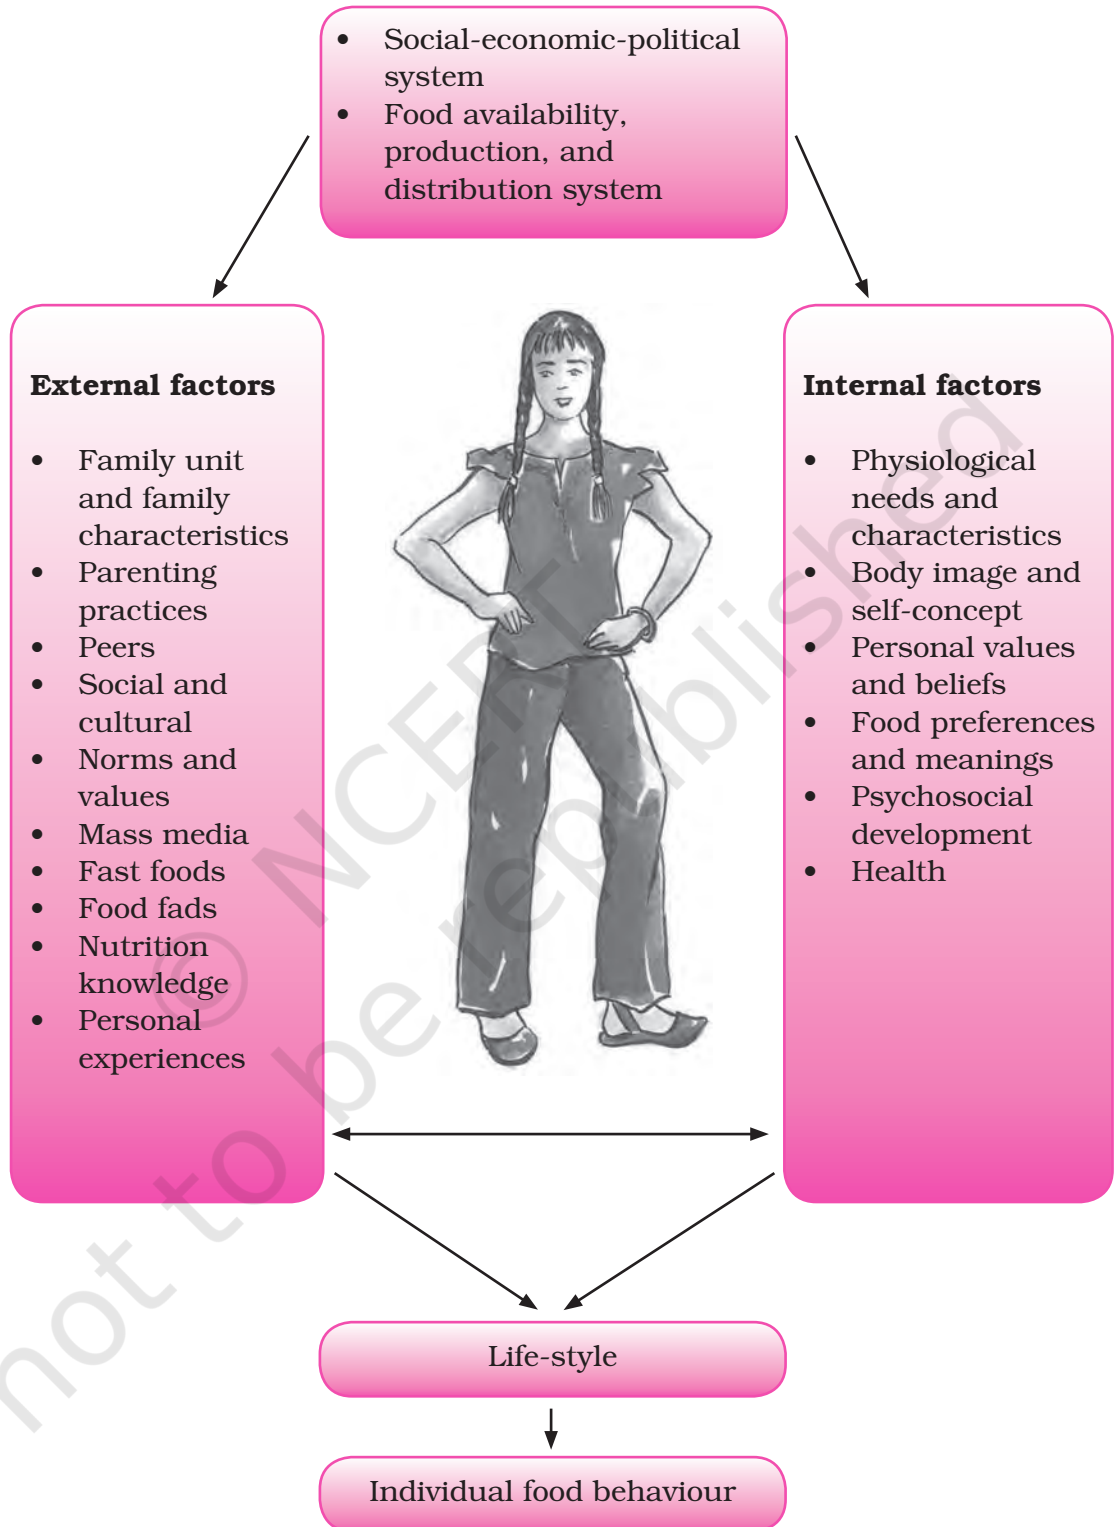 • Social-economic-political
system
• Food availability,
production, and
distribution system
External factors
• Family unit
and family
characteristics
• Parenting
practices
• Peers
• Social and
cultural
• Norms and
values
• Mass media
• Fast foods
• Food fads
• Nutrition
knowledge
• Personal
experiences
Internal factors
• Physiological
needs and
characteristics
• Body image and
self-concept
• Personal values
and beliefs
• Food preferences
and meanings
• Psychosocial
development
• Health
Life-style
Individual food behaviour
© NCERT
not to be republished